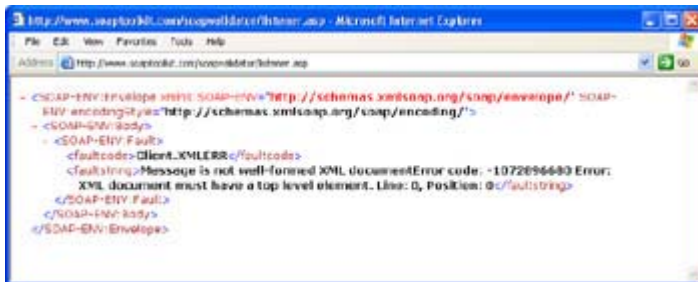 http://www.soaptoolkit.com/soapvalidator/listener.asp - Microsoft Internet Explorer
File Edit View Favorites Tools Help
Address http://www.soaptoolkit.com/soapvalidator/listener.asp Go
- <SOAP-ENV:Envelope xmlns:SOAP-ENV="http://schemas.xmlsoap.org/soap/envelope/" SOAP-
ENV:encodingStyle="http://schemas.xmlsoap.org/soap/encoding/">
- <SOAP-ENV:Body>
- <SOAP-ENV:Fault>
<faultcode>Client.XMLERR</faultcode>
<faultstring>Message is not well-formed XML documentError code: -1072896680 Error:
XML document must have a top level element. Line: 0, Position: 0</faultstring>
</SOAP-ENV:Fault>
</SOAP-ENV:Body>
</SOAP-ENV:Envelope>